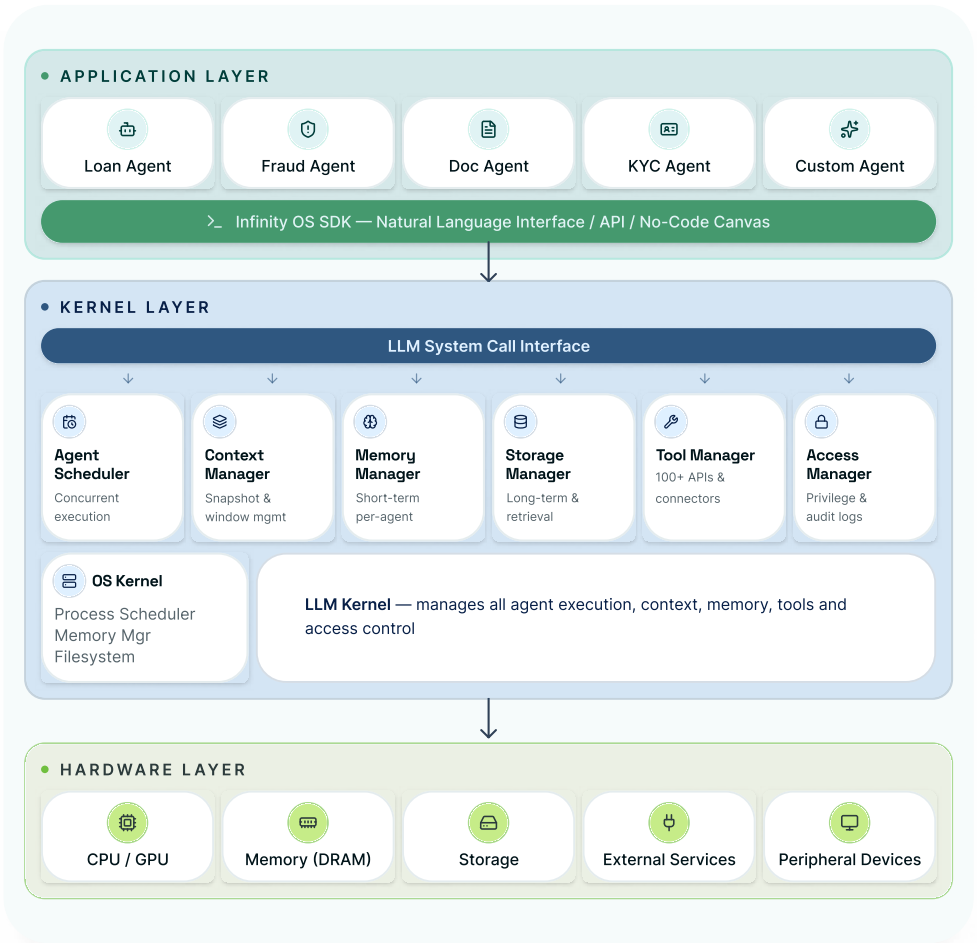 APPLICATION LAYER
Loan Agent
Fraud Agent
Doc Agent
KYC Agent
Custom Agent
Infinity OS SDK — Natural Language Interface / API / No-Code Canvas
KERNEL LAYER
LLM System Call Interface
Agent
Scheduler
Concurrent
execution
Context
Manager
Snapshot &
window mgmt
Memory
Manager
Short-term
per-agent
Storage
Manager
Long-term &
retrieval
Tool Manager
100+ APIs &
connectors
Access
Manager
Privilege &
audit logs
OS Kernel
Process Scheduler
Memory Mgr
Filesystem
LLM Kernel — manages all agent execution, context, memory, tools and
access control
HARDWARE LAYER
CPU / GPU
Memory (DRAM)
Storage
External Services
Peripheral Devices